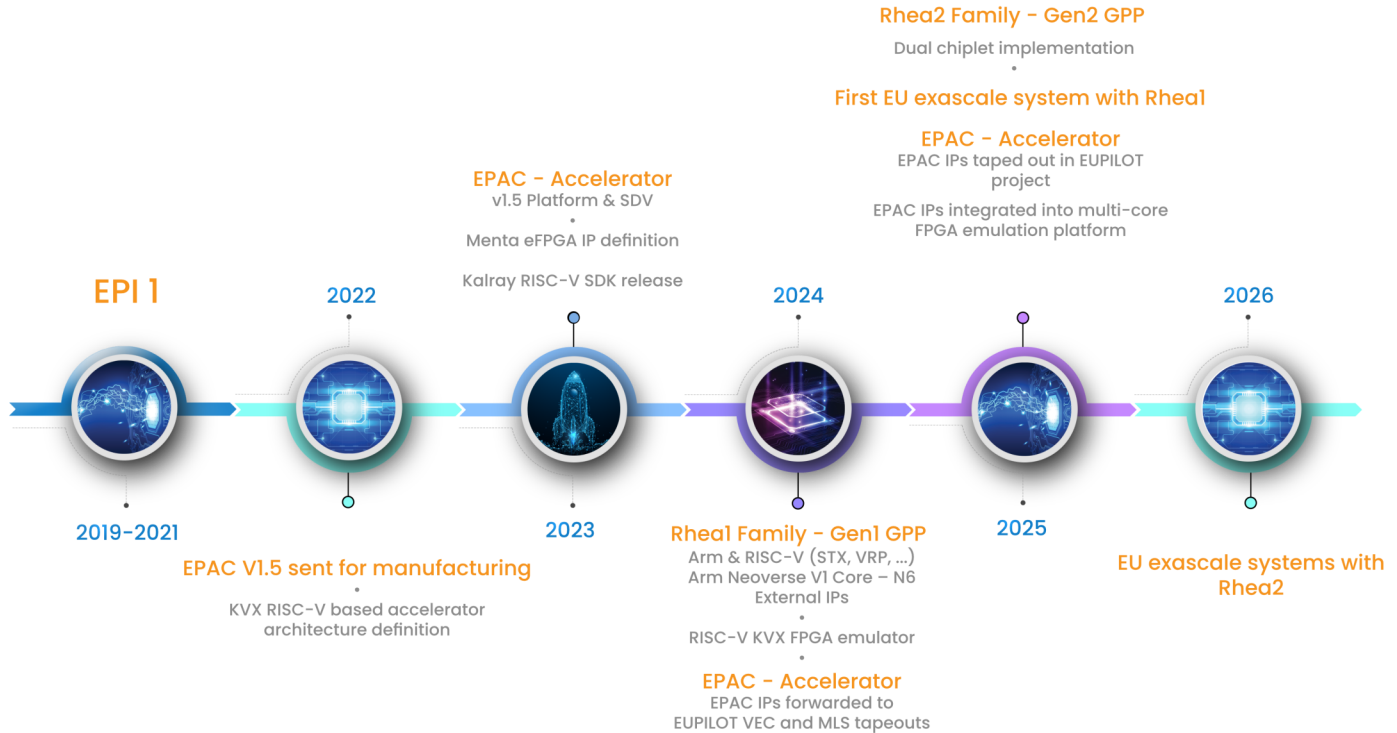 EPI 1
2019-2021
2022
EPAC V1.5 sent for manufacturing
KVX RISC-V based accelerator
architecture definition
EPAC - Accelerator
v1.5 Platform & SDV
Menta eFPGA IP definition
Kalray RISC-V SDK release
2023
2024
Rhea1 Family - Gen1 GPP
Arm & RISC-V (STX, VRP, ...)
Arm Neoverse V1 Core – N6
External IPs
RISC-V KVX FPGA emulator
EPAC - Accelerator
EPAC IPs forwarded to
EUPILOT VEC and MLS tapeouts
Rhea2 Family - Gen2 GPP
Dual chiplet implementation
First EU exascale system with Rhea1
EPAC - Accelerator
EPAC IPs taped out in EUPILOT
project
EPAC IPs integrated into multi-core
FPGA emulation platform
2025
2026
EU exascale systems with
Rhea2